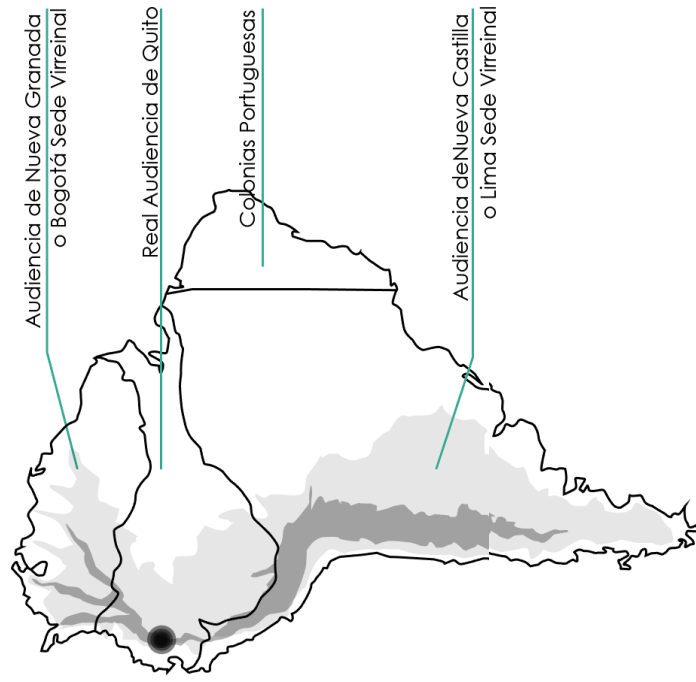 Audiencia de Nueva Granada
o Bogotá Sede Virreinal
Real Audiencia de Quito
Colonias Portuguesas
Audiencia deNueva Castilla
o Lima Sede Virreinal